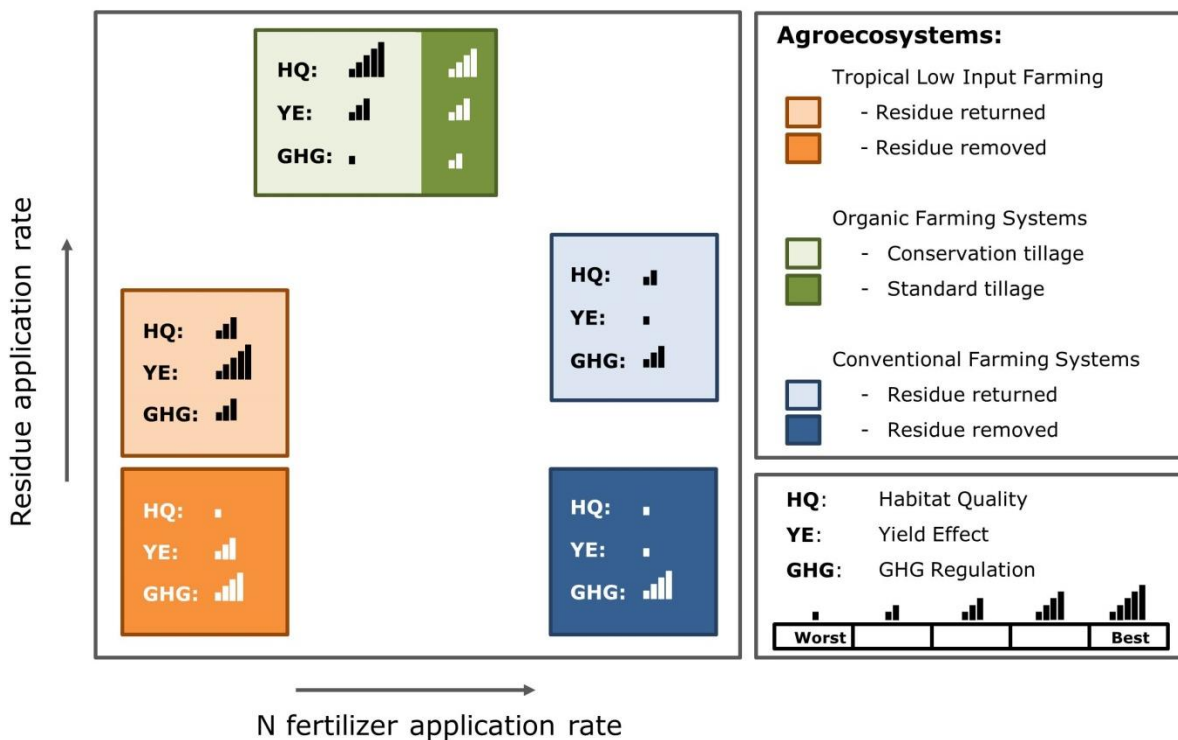 HQ:
YE:
GHG:
HQ:
YE:
GHG:
HQ:
YE:
GHG:
HQ:
YE:
GHG:
HQ:
YE:
GHG:
Residue application rate
N fertilizer application rate
Agroecosystems:
Tropical Low Input Farming
- Residue returned
- Residue removed
Organic Farming Systems
- Conservation tillage
- Standard tillage
Conventional Farming Systems
- Residue returned
- Residue removed
HQ: Habitat Quality
YE: Yield Effect
GHG: GHG Regulation
Worst Best